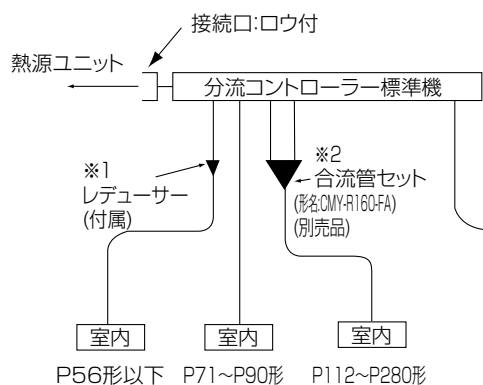 接続口:ロウ付
熱源ユニット
分流コントローラー標準機
※1
レデューサー
(付属)
※2
合流管セット
(形名:CMY-R160-FA)
(別売品)
室内
室内
室内
P56形以下
P71~P90形
P112~P280形